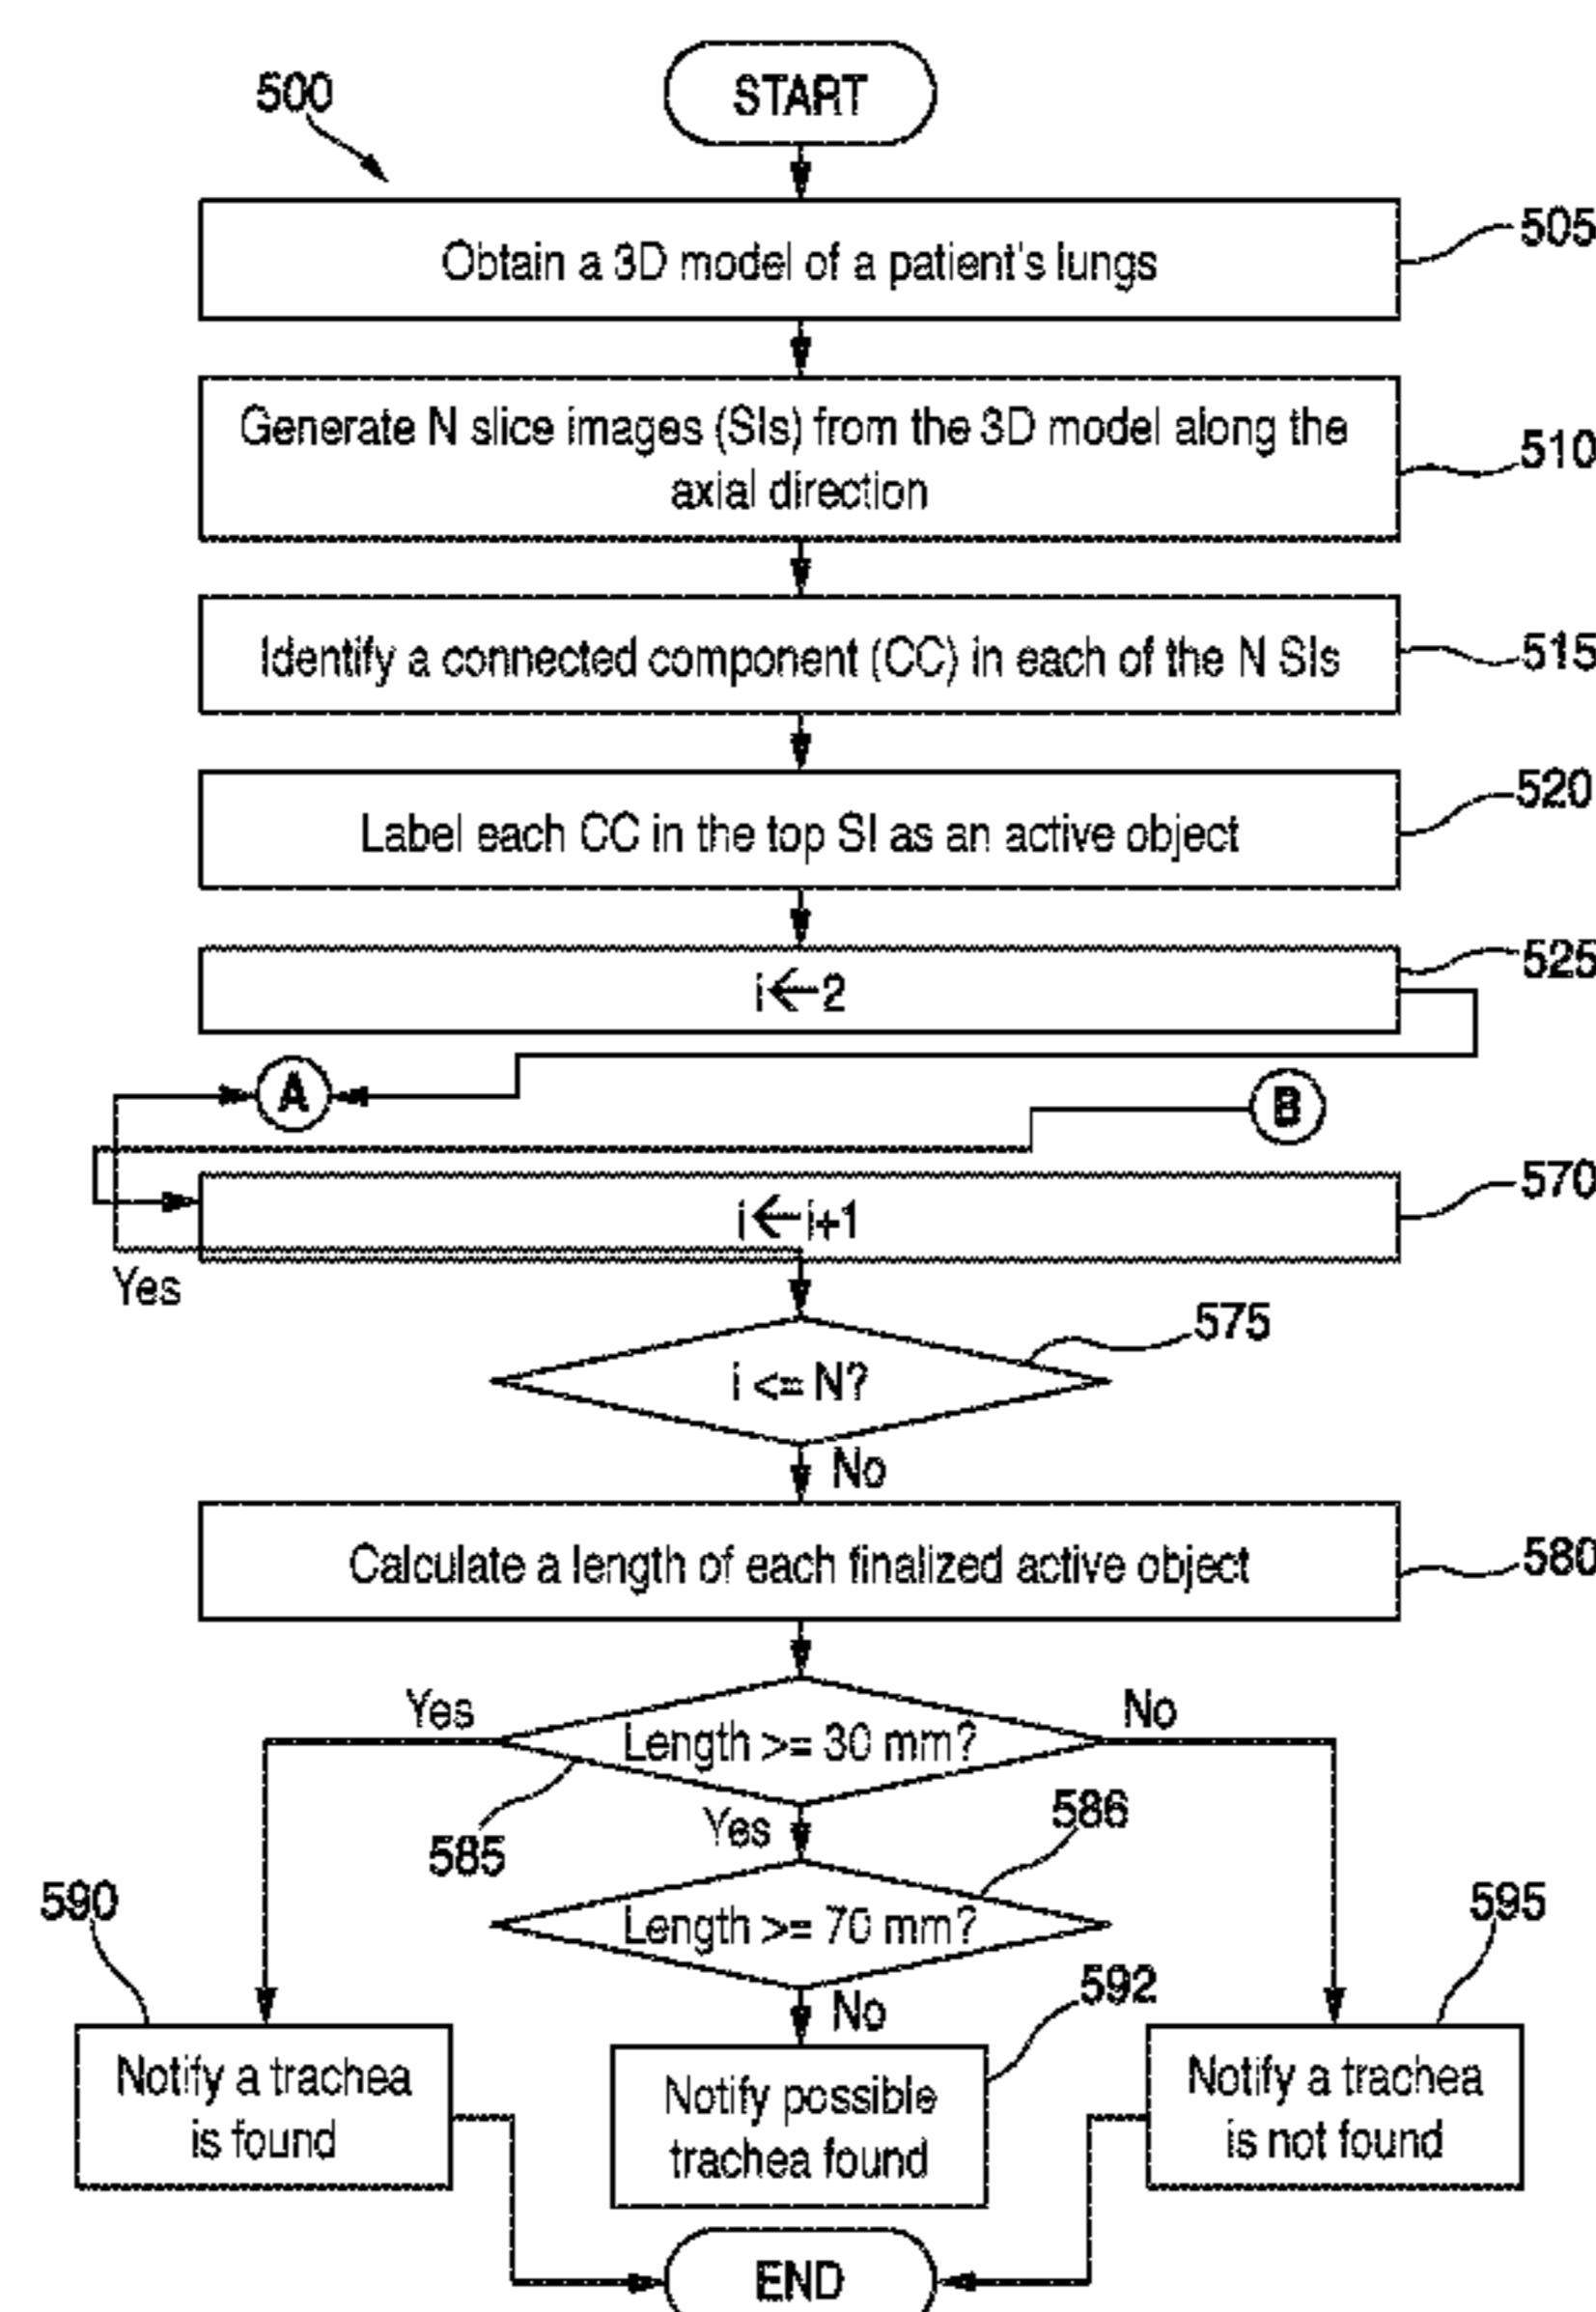 500
START
Obtain a 3D model of a patient's lungs
505
Generate N slice images (SIs) from the 3D model along the
axial direction
510
Identify a connected component (CC) in each of the N SIs
515
Label each CC in the top SI as an active object
520
i←2
525
A
B
i←i+1
570
Yes
i <= N?
575
No
Calculate a length of each finalized active object
580
Yes
Length >= 30 mm?
No
585
Yes
586
Length >= 70 mm?
590
595
No
592
Notify a trachea
is found
Notify possible
trachea found
Notify a trachea
is not found
END